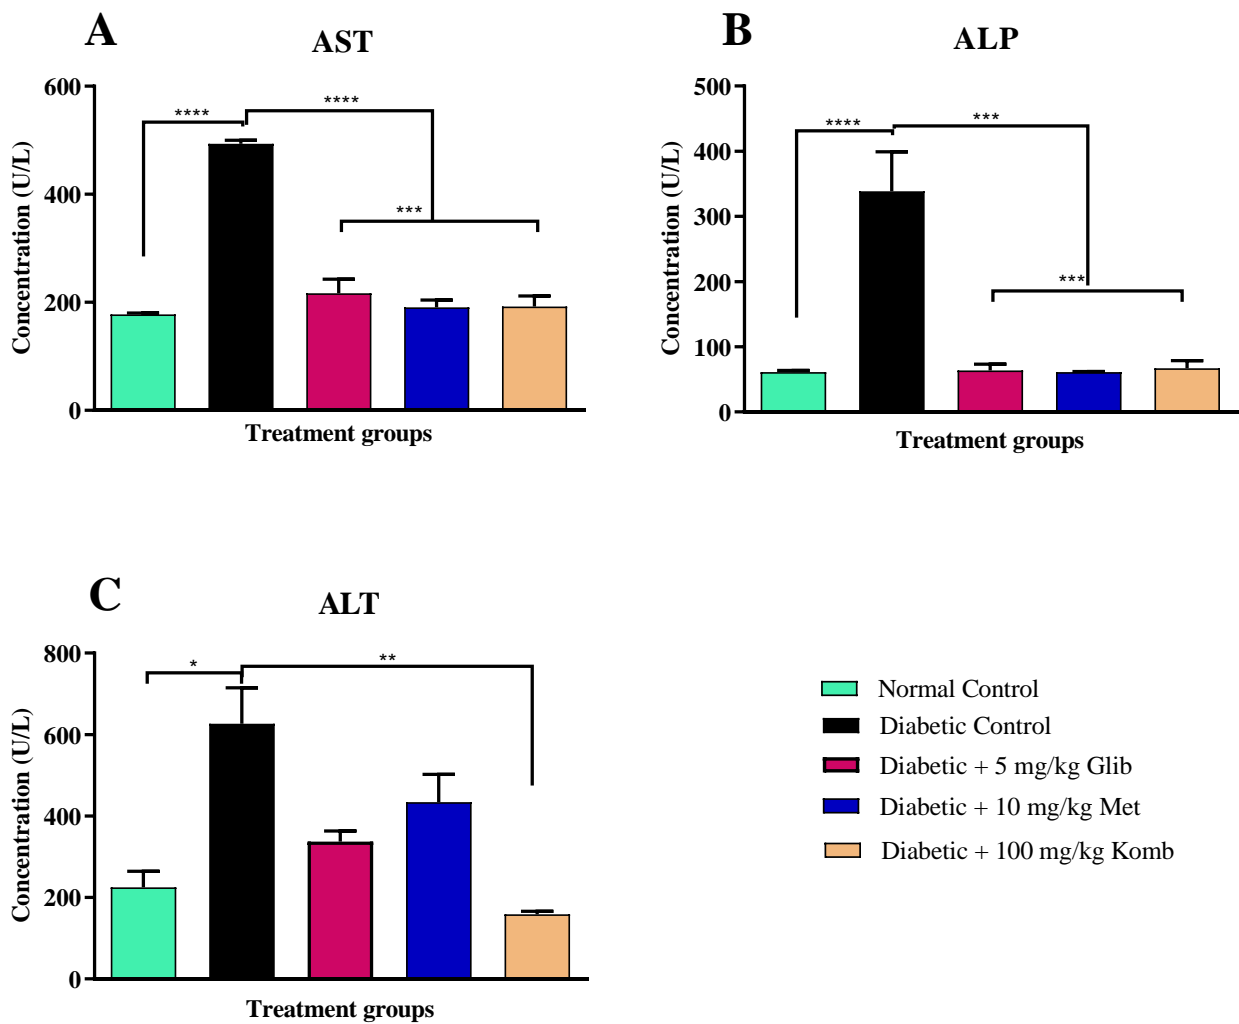 A
AST
600
400
200
0
Concentration (U/L)
****
****
***
Treatment groups
B
ALP
500
400
300
200
100
0
Concentration (U/L)
****
***
***
Treatment groups
C
ALT
800
600
400
200
0
Concentration (U/L)
*
**
Treatment groups
Normal Control
Diabetic Control
Diabetic + 5 mg/kg Glib
Diabetic + 10 mg/kg Met
Diabetic + 100 mg/kg Komb